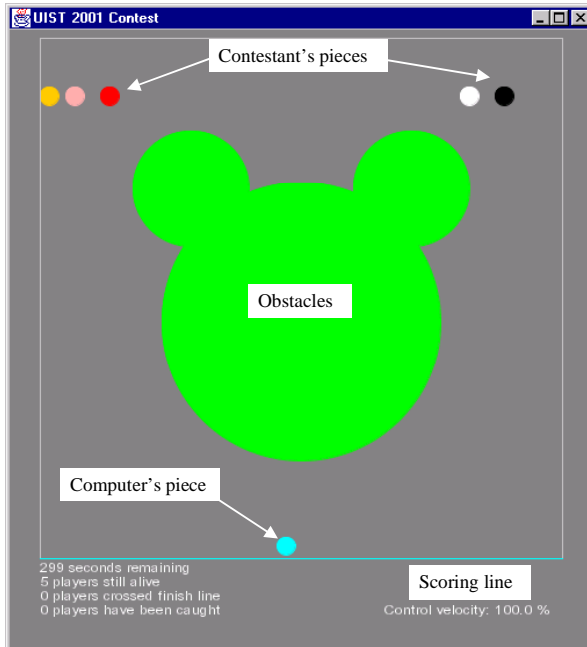 UIST 2001 Contest
Contestant's pieces
Obstacles
Computer's piece
299 seconds remaining
5 players still alive
0 players crossed finish line
0 players have been caught
Scoring line
Control velocity: 100.0 %